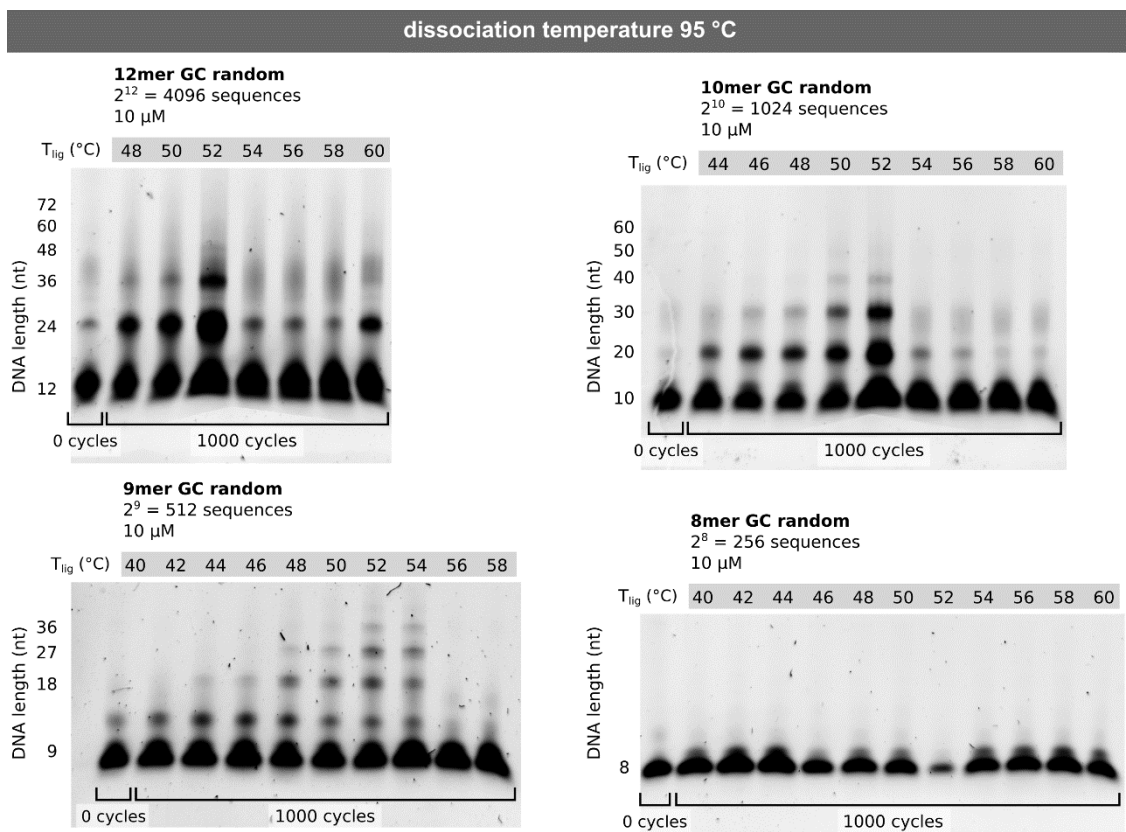 dissociation temperature 95 °C
12mer GC random
2¹² = 4096 sequences
10 µM
T_lig (°C) 48 50 52 54 56 58 60
DNA length (nt)
72
60
48
36
24
12
0 cycles 1000 cycles
10mer GC random
2¹⁰ = 1024 sequences
10 µM
T_lig (°C) 44 46 48 50 52 54 56 58 60
DNA length (nt)
60
50
40
30
20
10
0 cycles 1000 cycles
9mer GC random
2⁹ = 512 sequences
10 µM
T_lig (°C) 40 42 44 46 48 50 52 54 56 58
DNA length (nt)
36
27
18
9
0 cycles 1000 cycles
8mer GC random
2⁸ = 256 sequences
10 µM
T_lig (°C) 40 42 44 46 48 50 52 54 56 58 60
DNA length (nt)
8
0 cycles 1000 cycles